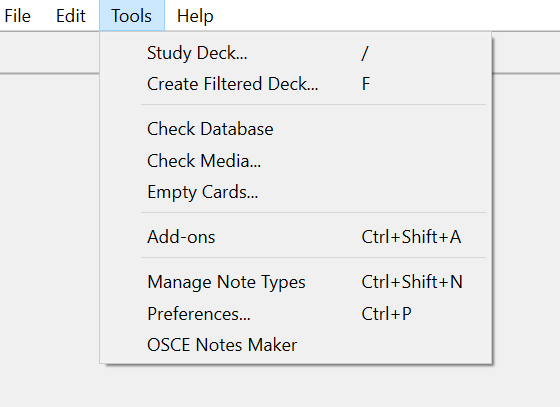 File Edit Tools Help
Study Deck... /
Create Filtered Deck... F
Check Database
Check Media...
Empty Cards...
Add-ons Ctrl+Shift+A
Manage Note Types Ctrl+Shift+N
Preferences... Ctrl+P
OSCE Notes Maker